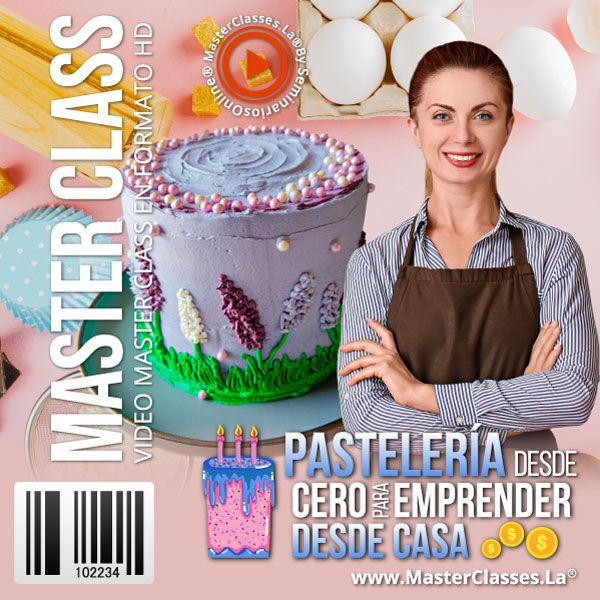 MasterClasses.La® By SeminariosOnline®
MASTER CLASS
VIDEO MASTER CLASS EN FORMATO HD
PASTELERÍA DESDE
CERO PARA EMPRENDER
DESDE CASA
$ $ $
102234
www.MasterClasses.La®